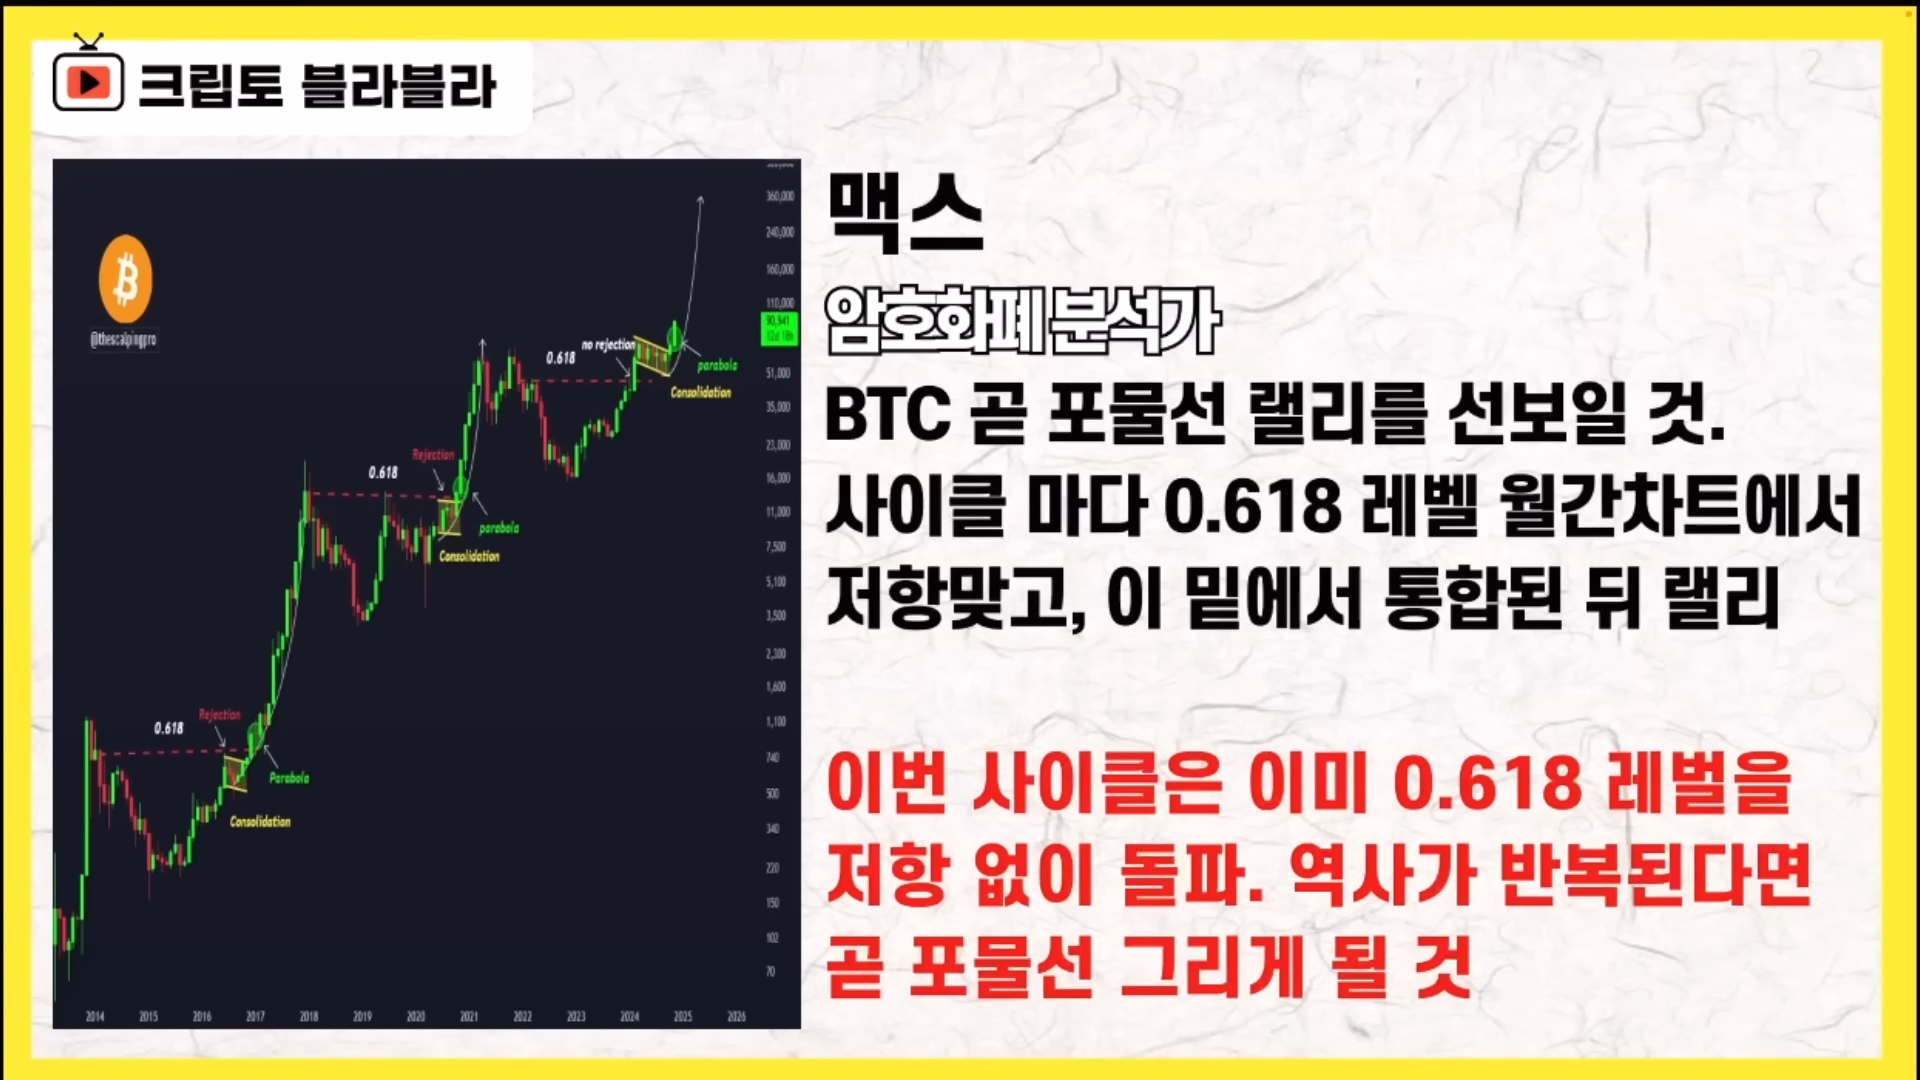 크립토 블라블라
맥스
암호화폐 분석가
BTC 곧 포물선 랠리를 선보일 것.
사이클 마다 0.618 레벨 월간차트에서
저항맞고, 이 밑에서 통합된 뒤 랠리
이번 사이클은 이미 0.618 레벌을
저항 없이 돌파. 역사가 반복된다면
곧 포물선 그리게 될 것
@thescalpingpro
360,000
240,000
160,000
110,000
90,941
12d 18h
51,000
35,000
23,000
16,000
11,000
7,500
5,100
3,500
2,300
1,600
1,100
740
500
340
220
150
102
70
no rejection
0.618
parabola
Consolidation
Rejection
0.618
parabola
Consolidation
Rejection
0.618
Parabola
Consolidation
2014 2015 2016 2017 2018 2019 2020 2021 2022 2023 2024 2025 2026